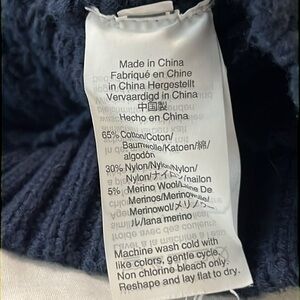 Made in China
Fabriqué en Chine
in China Hergestellt
Vervaardigd in China
中国製
Hecho en China
65% Cotton/Coton/
Baumwolle/Katoen/綿/
algodón
30% Nylon/Nylon/Nylon/
Nylon/ナイロン/nailon
5% Merino Wool/Laine De
Merinos/Merinowolle/
Merinowol/メリノウー
ル/lana merino
Machine wash cold with
like colors, gentle cycle.
Non chlorine bleach only.
Reshape and lay flat to dry.